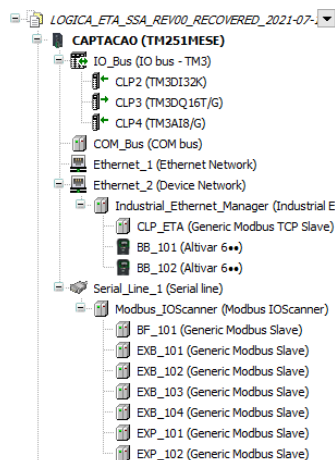 LOGICA_ETA_SSA_REV00_RECOVERED_2021-07-
CAPTACAO (TM251MESE)
IO_Bus (IO bus - TM3)
CLP2 (TM3DI32K)
CLP3 (TM3DQ16T/G)
CLP4 (TM3AI8/G)
COM_Bus (COM bus)
Ethernet_1 (Ethernet Network)
Ethernet_2 (Device Network)
Industrial_Ethernet_Manager (Industrial E
CLP_ETA (Generic Modbus TCP Slave)
BB_101 (Altivar 6••)
BB_102 (Altivar 6••)
Serial_Line_1 (Serial line)
Modbus_IOScanner (Modbus IOScanner)
BF_101 (Generic Modbus Slave)
EXB_101 (Generic Modbus Slave)
EXB_102 (Generic Modbus Slave)
EXB_103 (Generic Modbus Slave)
EXB_104 (Generic Modbus Slave)
EXP_101 (Generic Modbus Slave)
EXP_102 (Generic Modbus Slave)